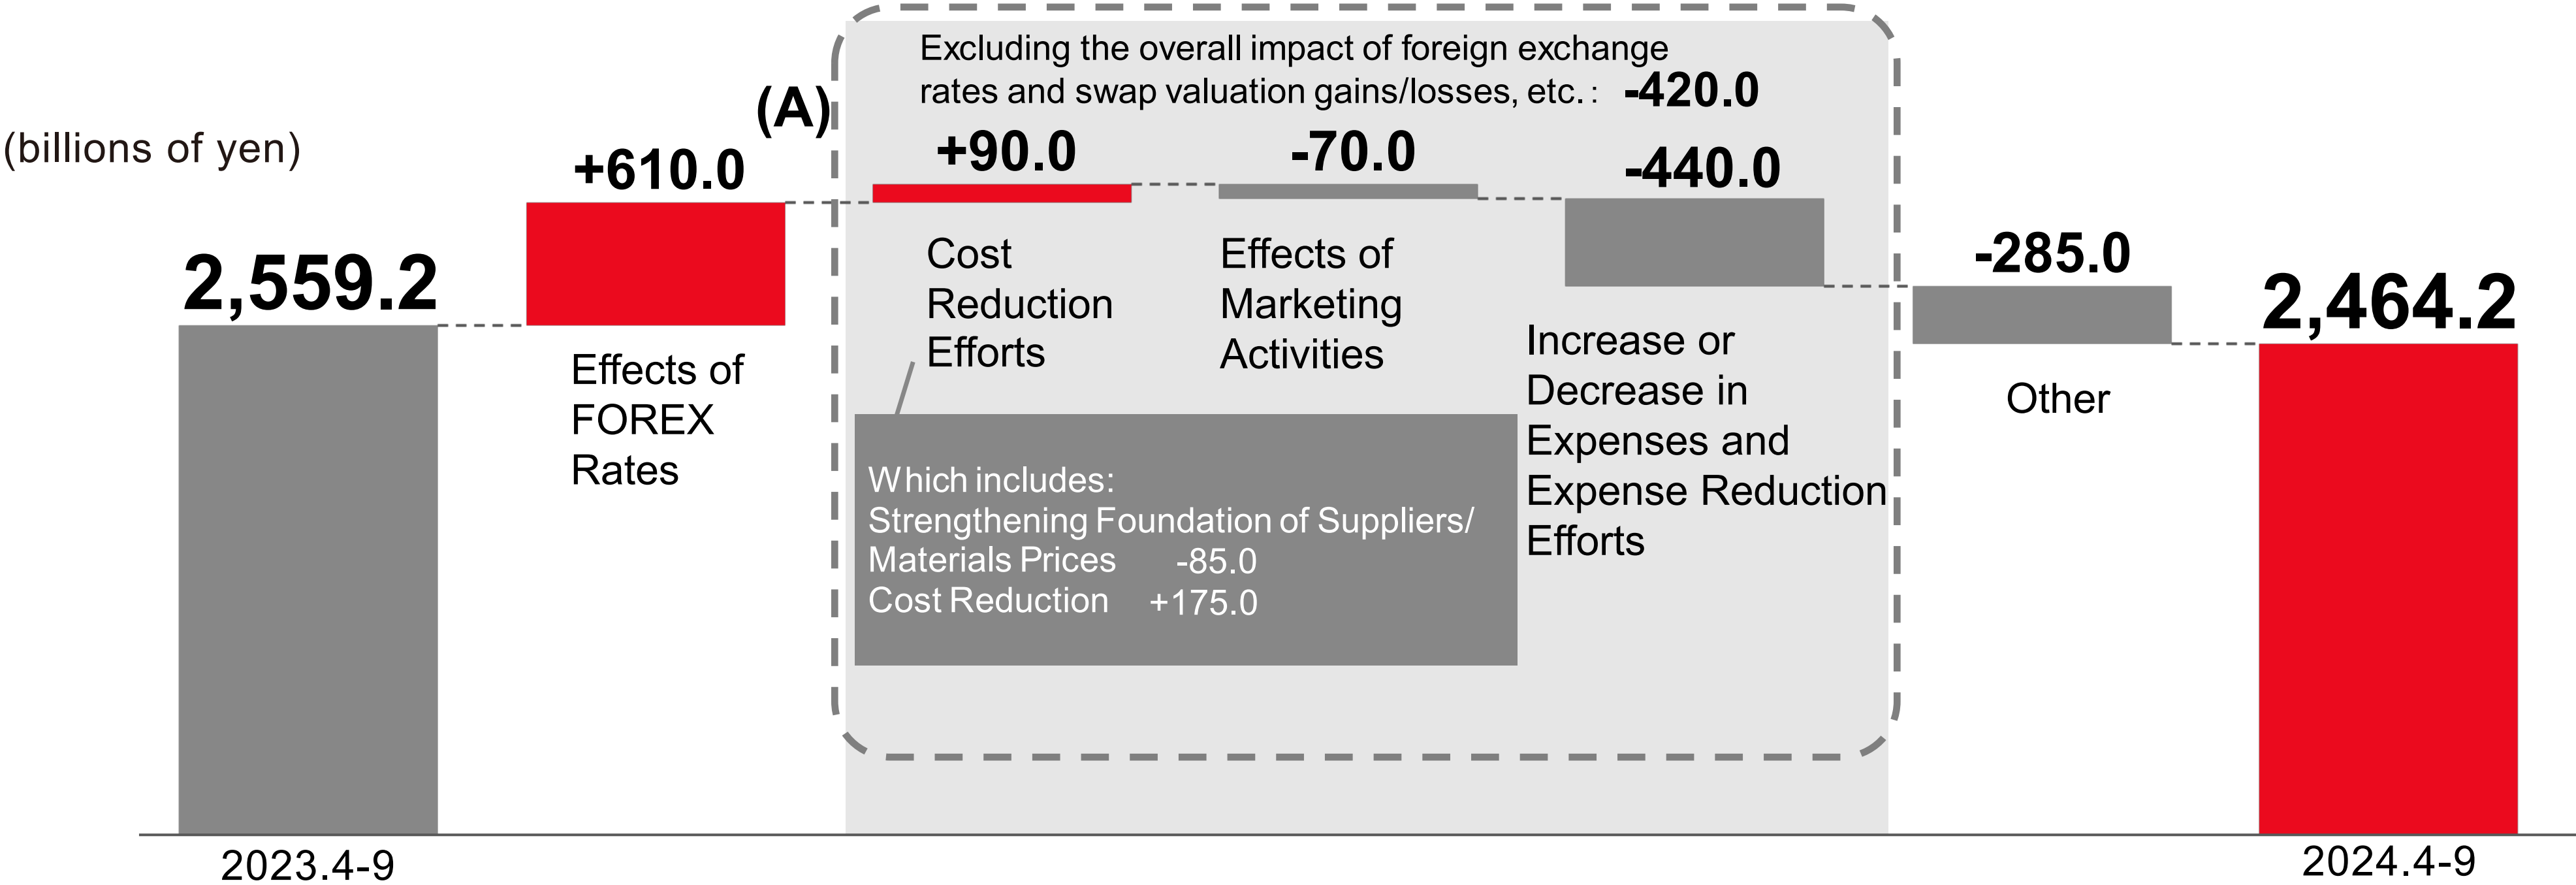 (billions of yen)
2,559.2
2023.4-9
+610.0
Effects of
FOREX
Rates
(A)
Excluding the overall impact of foreign exchange
rates and swap valuation gains/losses, etc. : -420.0
+90.0
Cost
Reduction
Efforts
Which includes:
Strengthening Foundation of Suppliers/
Materials Prices -85.0
Cost Reduction +175.0
-70.0
Effects of
Marketing
Activities
-440.0
Increase or
Decrease in
Expenses and
Expense Reduction
Efforts
-285.0
Other
2,464.2
2024.4-9